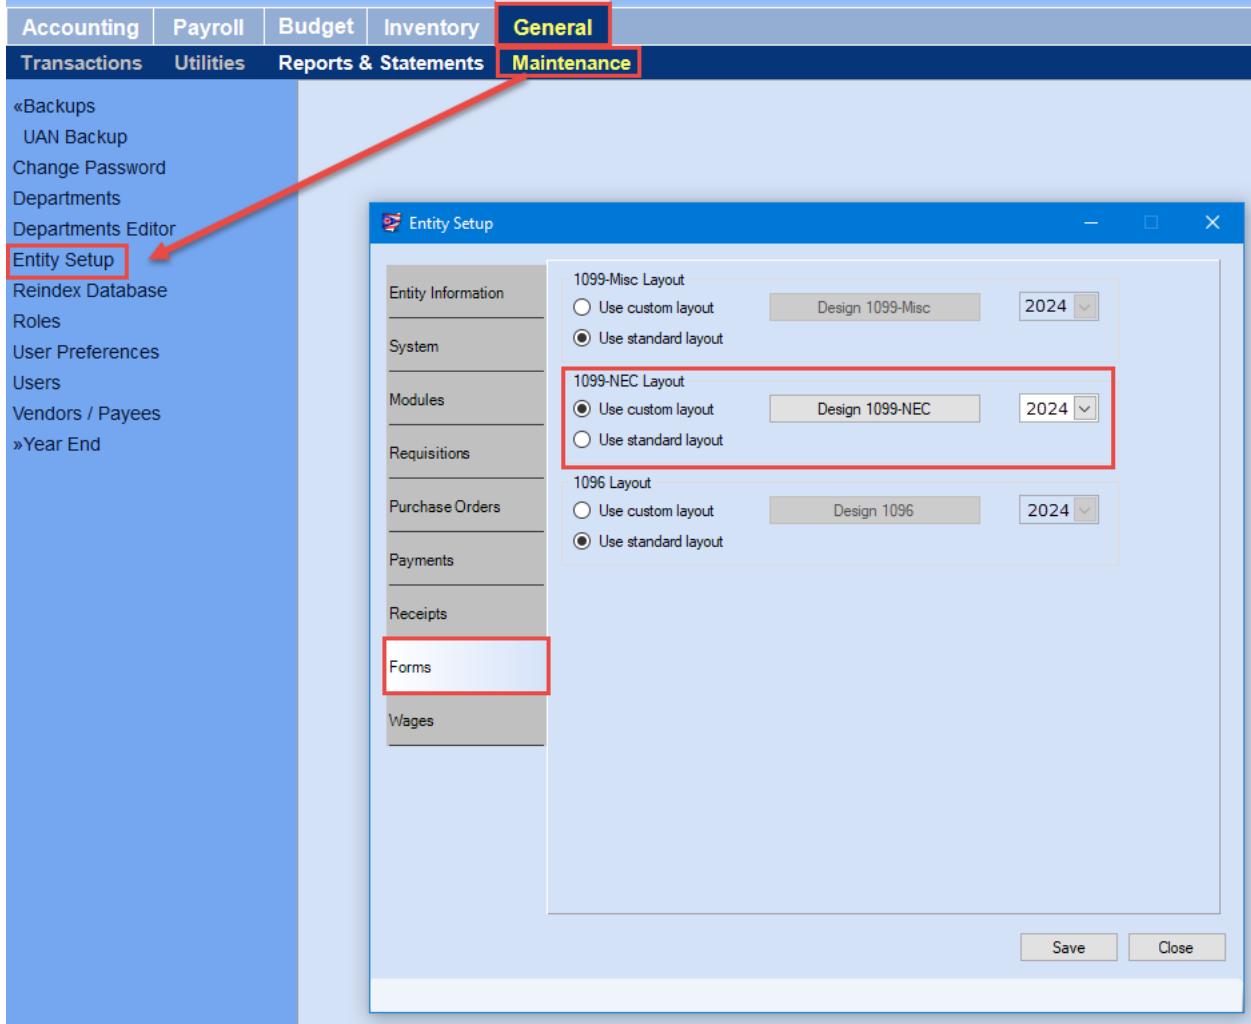 Accounting Payroll Budget Inventory General
Transactions Utilities Reports & Statements Maintenance
«Backups
UAN Backup
Change Password
Departments
Departments Editor
Entity Setup
Reindex Database
Roles
User Preferences
Users
Vendors / Payees
»Year End
Entity Setup
Entity Information
System
Modules
Requisitions
Purchase Orders
Payments
Receipts
Forms
Wages
1099-Misc Layout
Use custom layout Design 1099-Misc 2024
Use standard layout
1099-NEC Layout
Use custom layout Design 1099-NEC 2024
Use standard layout
1096 Layout
Use custom layout Design 1096 2024
Use standard layout
Save Close